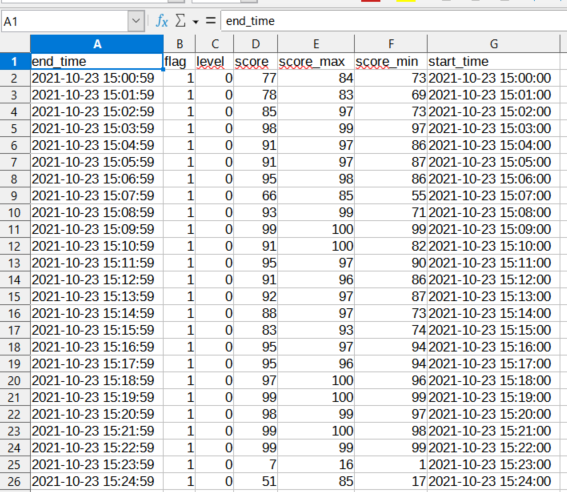 A1 fx Σ = end_time
A B C D E F G
1 end_time flag level score score_max score_min start_time
2 2021-10-23 15:00:59 1 0 77 84 73 2021-10-23 15:00:00
3 2021-10-23 15:01:59 1 0 78 83 69 2021-10-23 15:01:00
4 2021-10-23 15:02:59 1 0 85 97 73 2021-10-23 15:02:00
5 2021-10-23 15:03:59 1 0 98 99 97 2021-10-23 15:03:00
6 2021-10-23 15:04:59 1 0 91 97 86 2021-10-23 15:04:00
7 2021-10-23 15:05:59 1 0 91 97 87 2021-10-23 15:05:00
8 2021-10-23 15:06:59 1 0 95 98 86 2021-10-23 15:06:00
9 2021-10-23 15:07:59 1 0 66 85 55 2021-10-23 15:07:00
10 2021-10-23 15:08:59 1 0 93 99 71 2021-10-23 15:08:00
11 2021-10-23 15:09:59 1 0 99 100 99 2021-10-23 15:09:00
12 2021-10-23 15:10:59 1 0 91 100 82 2021-10-23 15:10:00
13 2021-10-23 15:11:59 1 0 95 97 90 2021-10-23 15:11:00
14 2021-10-23 15:12:59 1 0 91 96 86 2021-10-23 15:12:00
15 2021-10-23 15:13:59 1 0 92 97 87 2021-10-23 15:13:00
16 2021-10-23 15:14:59 1 0 88 97 73 2021-10-23 15:14:00
17 2021-10-23 15:15:59 1 0 83 93 74 2021-10-23 15:15:00
18 2021-10-23 15:16:59 1 0 95 97 94 2021-10-23 15:16:00
19 2021-10-23 15:17:59 1 0 95 96 94 2021-10-23 15:17:00
20 2021-10-23 15:18:59 1 0 97 100 96 2021-10-23 15:18:00
21 2021-10-23 15:19:59 1 0 99 100 99 2021-10-23 15:19:00
22 2021-10-23 15:20:59 1 0 98 99 97 2021-10-23 15:20:00
23 2021-10-23 15:21:59 1 0 99 100 98 2021-10-23 15:21:00
24 2021-10-23 15:22:59 1 0 99 99 99 2021-10-23 15:22:00
25 2021-10-23 15:23:59 1 0 7 16 1 2021-10-23 15:23:00
26 2021-10-23 15:24:59 1 0 51 85 17 2021-10-23 15:24:00